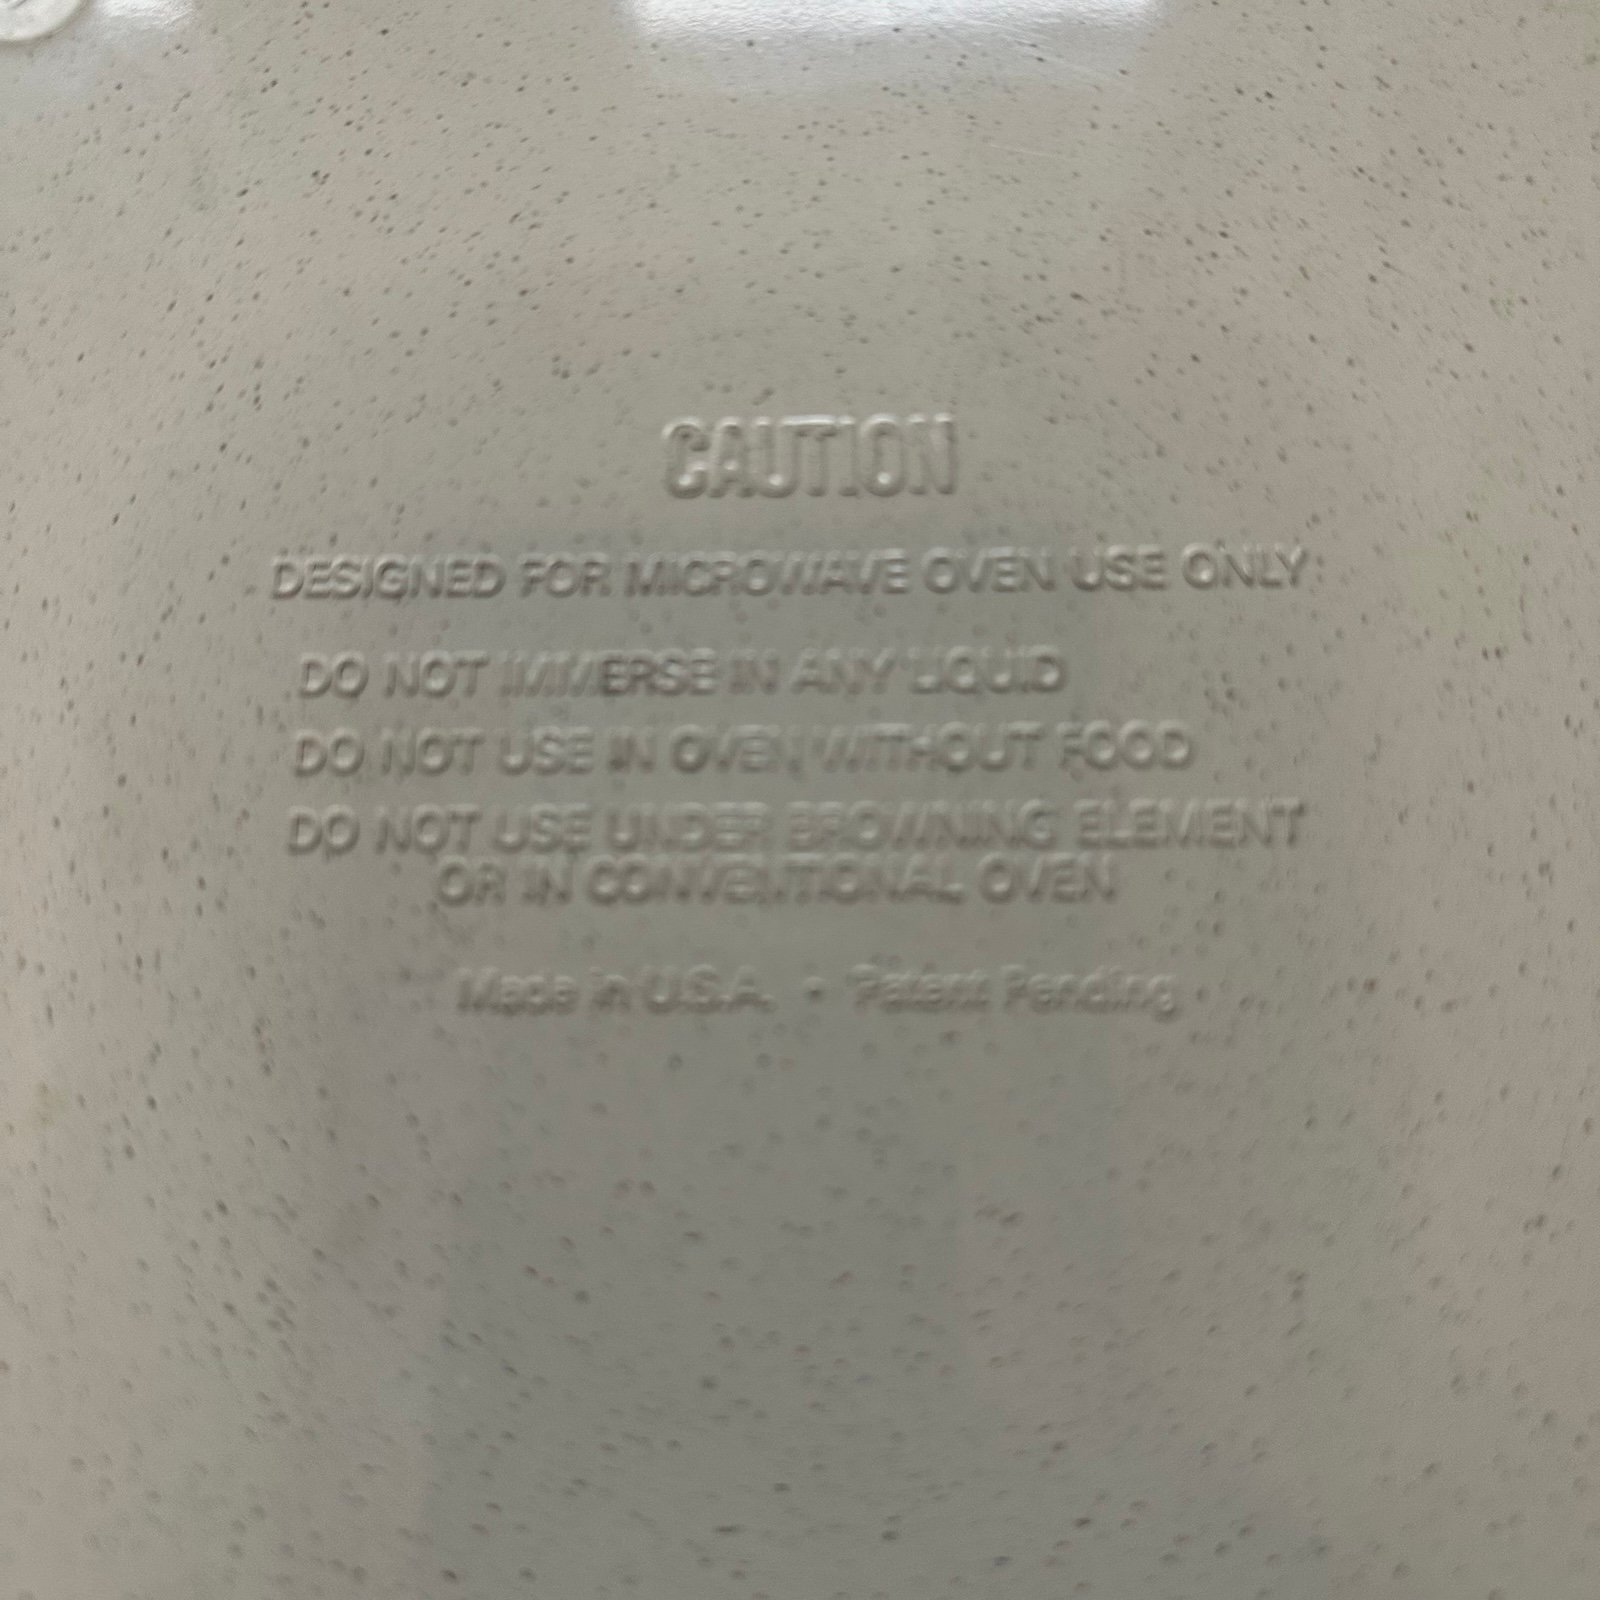 CAUTION
DESIGNED FOR MICROWAVE OVEN USE ONLY
DO NOT IMMERSE IN ANY LIQUID
DO NOT USE IN OVEN WITHOUT FOOD
DO NOT USE UNDER BROWNING ELEMENT
OR IN CONVENTIONAL OVEN
Made in U.S.A. • Patent Pending